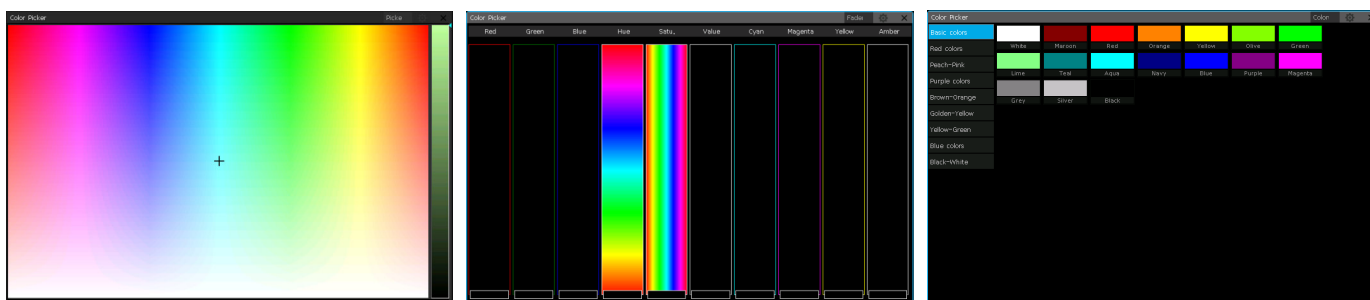 Color Picker Picke
Color Picker Fader
Red Green Blue Hue Satu. Value Cyan Magenta Yellow Amber
Color Picker Colori
Basic colors
Red colors
Peach-Pink
Purple colors
Brown-Orange
Golden-Yellow
Yellow-Green
Blue colors
Black-White
White Maroon Red Orange Yellow Olive Green
Lime Teal Aqua Navy Blue Purple Magenta
Grey Silver Black